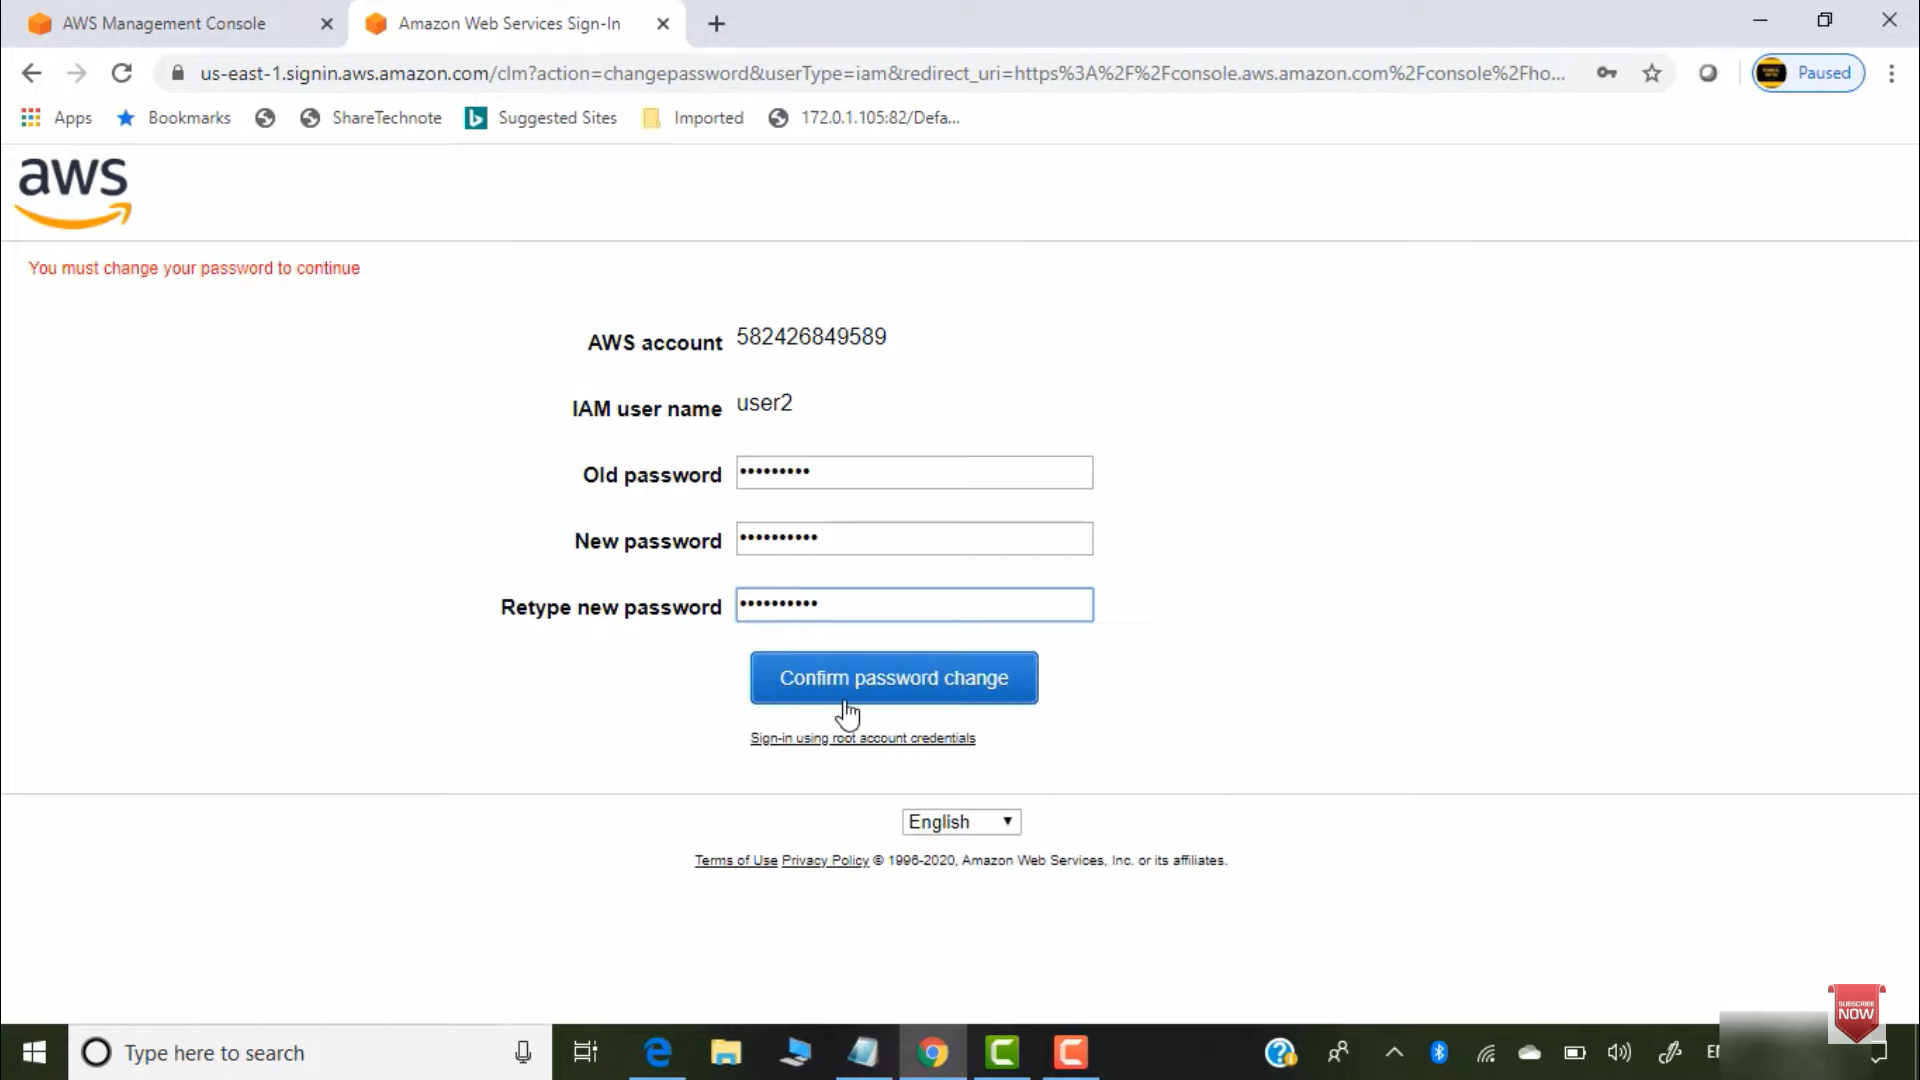 AWS Management Console
Amazon Web Services Sign-In
us-east-1.signin.aws.amazon.com/clm?action=changepassword&userType=iam&redirect_uri=https%3A%2F%2Fconsole.aws.amazon.com%2Fconsole%2Fho...
Paused
Apps
Bookmarks
ShareTechnote
Suggested Sites
Imported
172.0.1.105:82/Defa...
aws
You must change your password to continue
AWS account 582426849589
IAM user name user2
Old password •••••••••
New password ••••••••••
Retype new password ••••••••••
Confirm password change
Sign-in using root account credentials
English
Terms of Use Privacy Policy © 1996-2020, Amazon Web Services, Inc. or its affiliates.
SUBSCRIBE
NOW
Type here to search